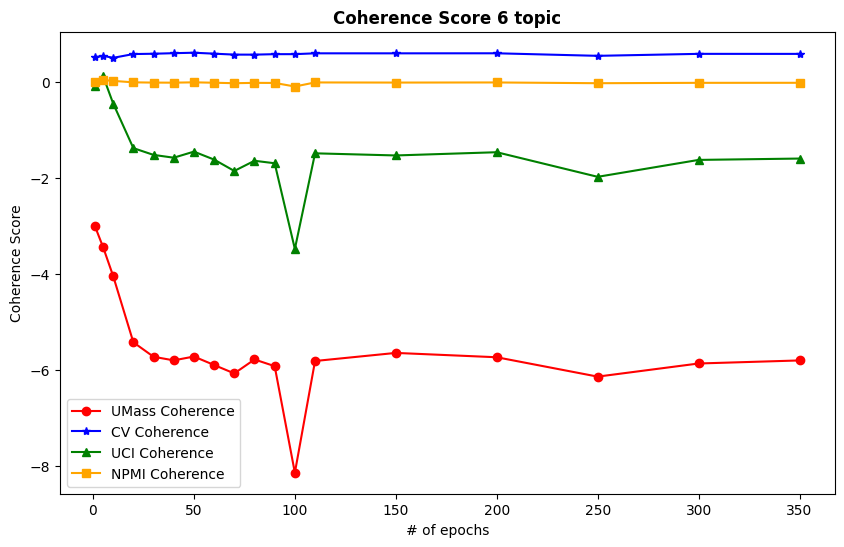 Coherence Score 6 topic
Coherence Score
0
−2
−4
−6
−8
UMass Coherence
CV Coherence
UCI Coherence
NPMI Coherence
0 50 100 150 200 250 300 350
# of epochs